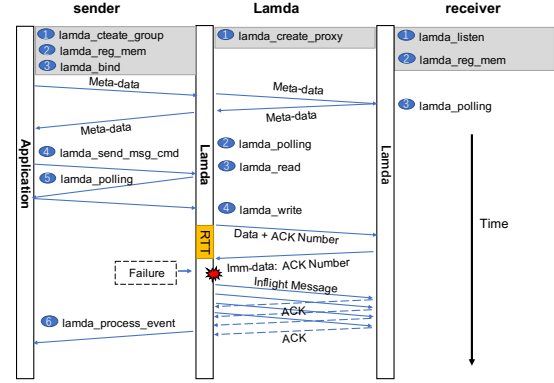 sender Lamda receiver
1 lamda_cteate_group
2 lamda_reg_mem
3 lamda_bind
1 lamda_create_proxy
1 lamda_listen
2 lamda_reg_mem
Meta-data
Meta-data
Meta-data
Meta-data
3 lamda_polling
4 lamda_send_msg_cmd
5 lamda_polling
2 lamda_polling
3 lamda_read
4 lamda_write
Application
Lamda
Lamda
Time
RTT
Data + ACK Number
Imm-data: ACK Number
Failure
Inflight Message
ACK
6 lamda_process_event
ACK